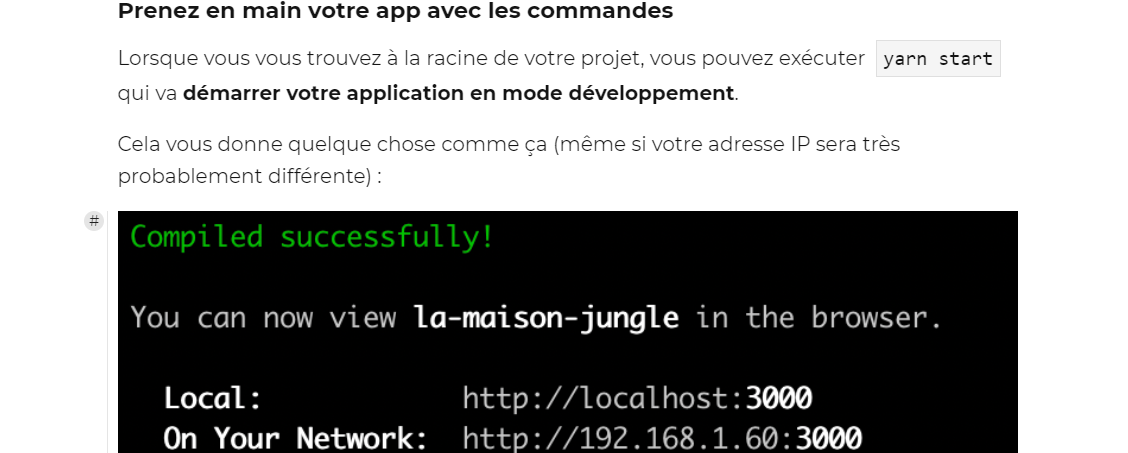 Prenez en main votre app avec les commandes
Lorsque vous vous trouvez à la racine de votre projet, vous pouvez exécuter yarn start
qui va démarrer votre application en mode développement.
Cela vous donne quelque chose comme ça (même si votre adresse IP sera très
probablement différente) :
#
Compiled successfully!
You can now view la-maison-jungle in the browser.
Local: http://localhost:3000
On Your Network: http://192.168.1.60:3000